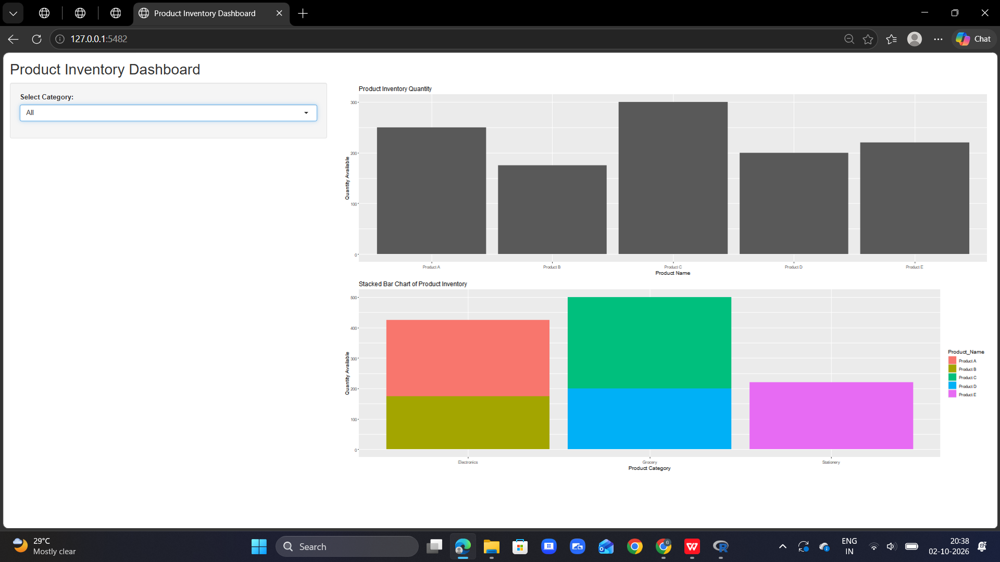 Product Inventory Dashboard
127.0.0.1:5482
Chat
Product Inventory Dashboard
Select Category:
All
Product Inventory Quantity
300
200
100
0
Quantity Available
Product A
Product B
Product C
Product D
Product E
Product Name
Stacked Bar Chart of Product Inventory
500
400
300
200
100
0
Quantity Available
Electronics
Grocery
Stationery
Product Category
Product_Name
Product A
Product B
Product C
Product D
Product E
29°C
Mostly clear
Search
ENG
IN
20:38
02-10-2026